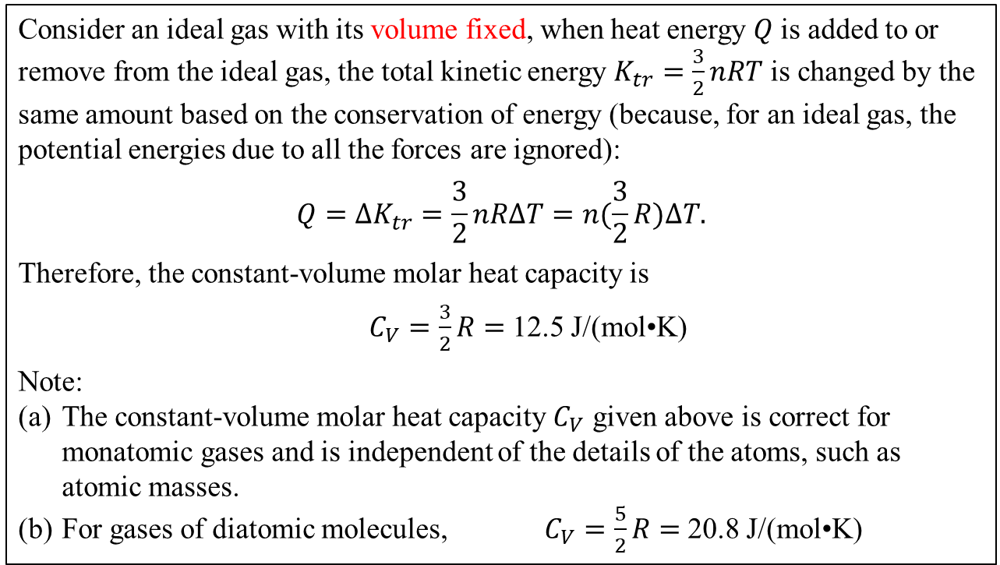 Consider an ideal gas with its volume fixed, when heat energy 𝑄 is added to or
remove from the ideal gas, the total kinetic energy 𝐾ₜᵣ = 3/2 𝑛𝑅𝑇 is changed by the
same amount based on the conservation of energy (because, for an ideal gas, the
potential energies due to all the forces are ignored):
𝑄 = Δ𝐾ₜᵣ = 3/2 𝑛𝑅Δ𝑇 = 𝑛(3/2 𝑅)Δ𝑇.
Therefore, the constant-volume molar heat capacity is
𝐶_𝑉 = 3/2 𝑅 = 12.5 J/(mol•K)
Note:
(a) The constant-volume molar heat capacity 𝐶_𝑉 given above is correct for
monatomic gases and is independent of the details of the atoms, such as
atomic masses.
(b) For gases of diatomic molecules, 𝐶_𝑉 = 5/2 𝑅 = 20.8 J/(mol•K)